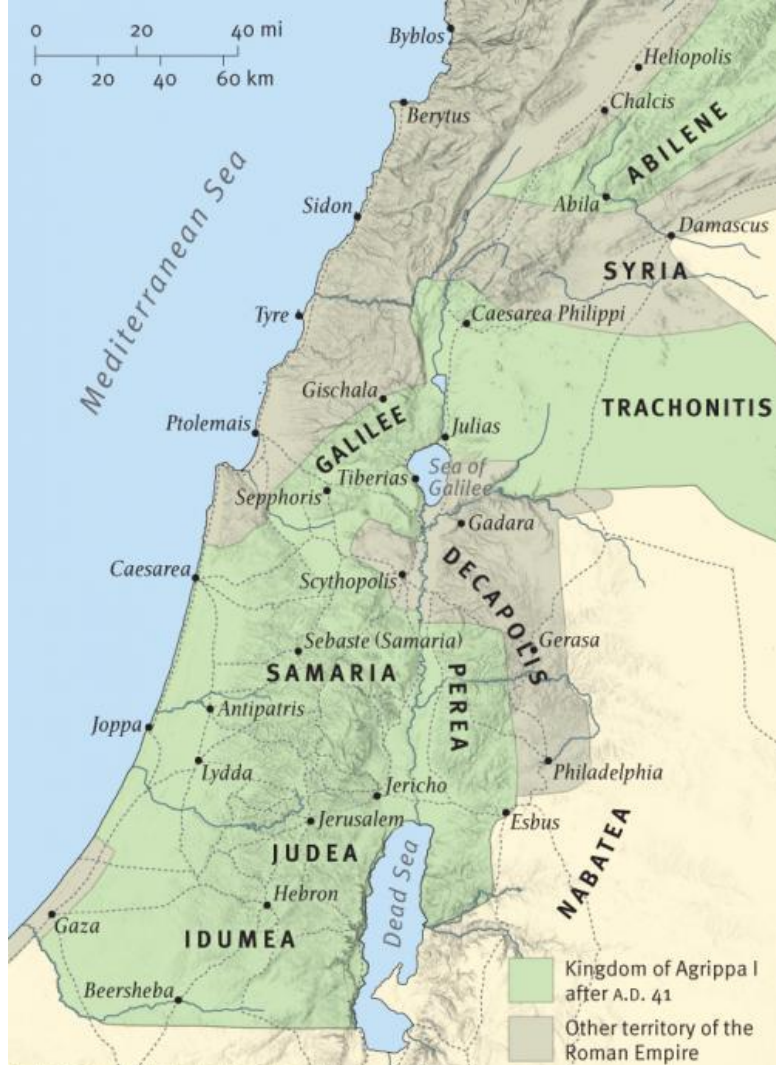 0 20 40 mi
0 20 40 60 km
Byblos
Heliopolis
Chalcis
Berytus
ABILENE
Mediterranean Sea
Sidon
Abila
Damascus
SYRIA
Tyre
Caesarea Philippi
Gischala
TRACHONITIS
Ptolemais
GALILEE
Julias
Tiberias
Sea of
Galilee
Sepphoris
Gadara
Caesarea
Scythopolis
DECAPOLIS
Sebaste (Samaria)
Gerasa
SAMARIA
PEREA
Antipatris
Joppa
Lydda
Philadelphia
Jericho
Jerusalem
Esbus
JUDEA
NABATEA
Dead Sea
Hebron
Gaza
IDUMEA
Beersheba
Kingdom of Agrippa I
after A.D. 41
Other territory of the
Roman Empire